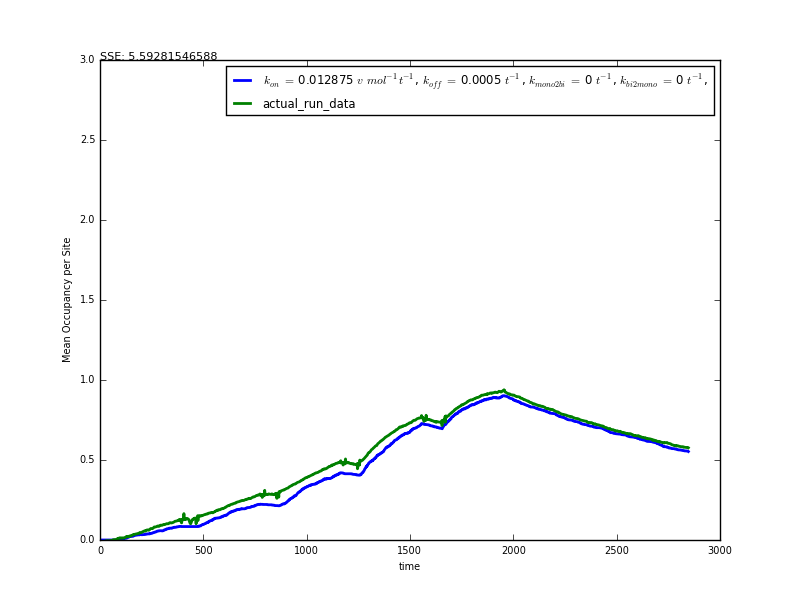 SSE: 5.59281546588
k_on = 0.012875 v mol^−1 t^−1, k_off = 0.0005 t^−1, k_mono2bi = 0 t^−1, k_bi2mono = 0 t^−1,
actual_run_data
3.0
2.5
2.0
1.5
1.0
0.5
0.0
Mean Occupancy per Site
0 500 1000 1500 2000 2500 3000
time